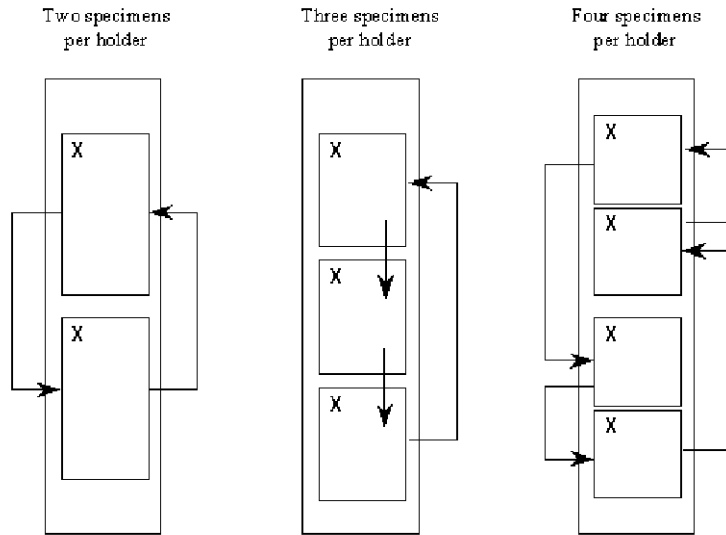 Two specimens
per holder
Three specimens
per holder
Four specimens
per holder
X
X
X
X
X
X
X
X
X